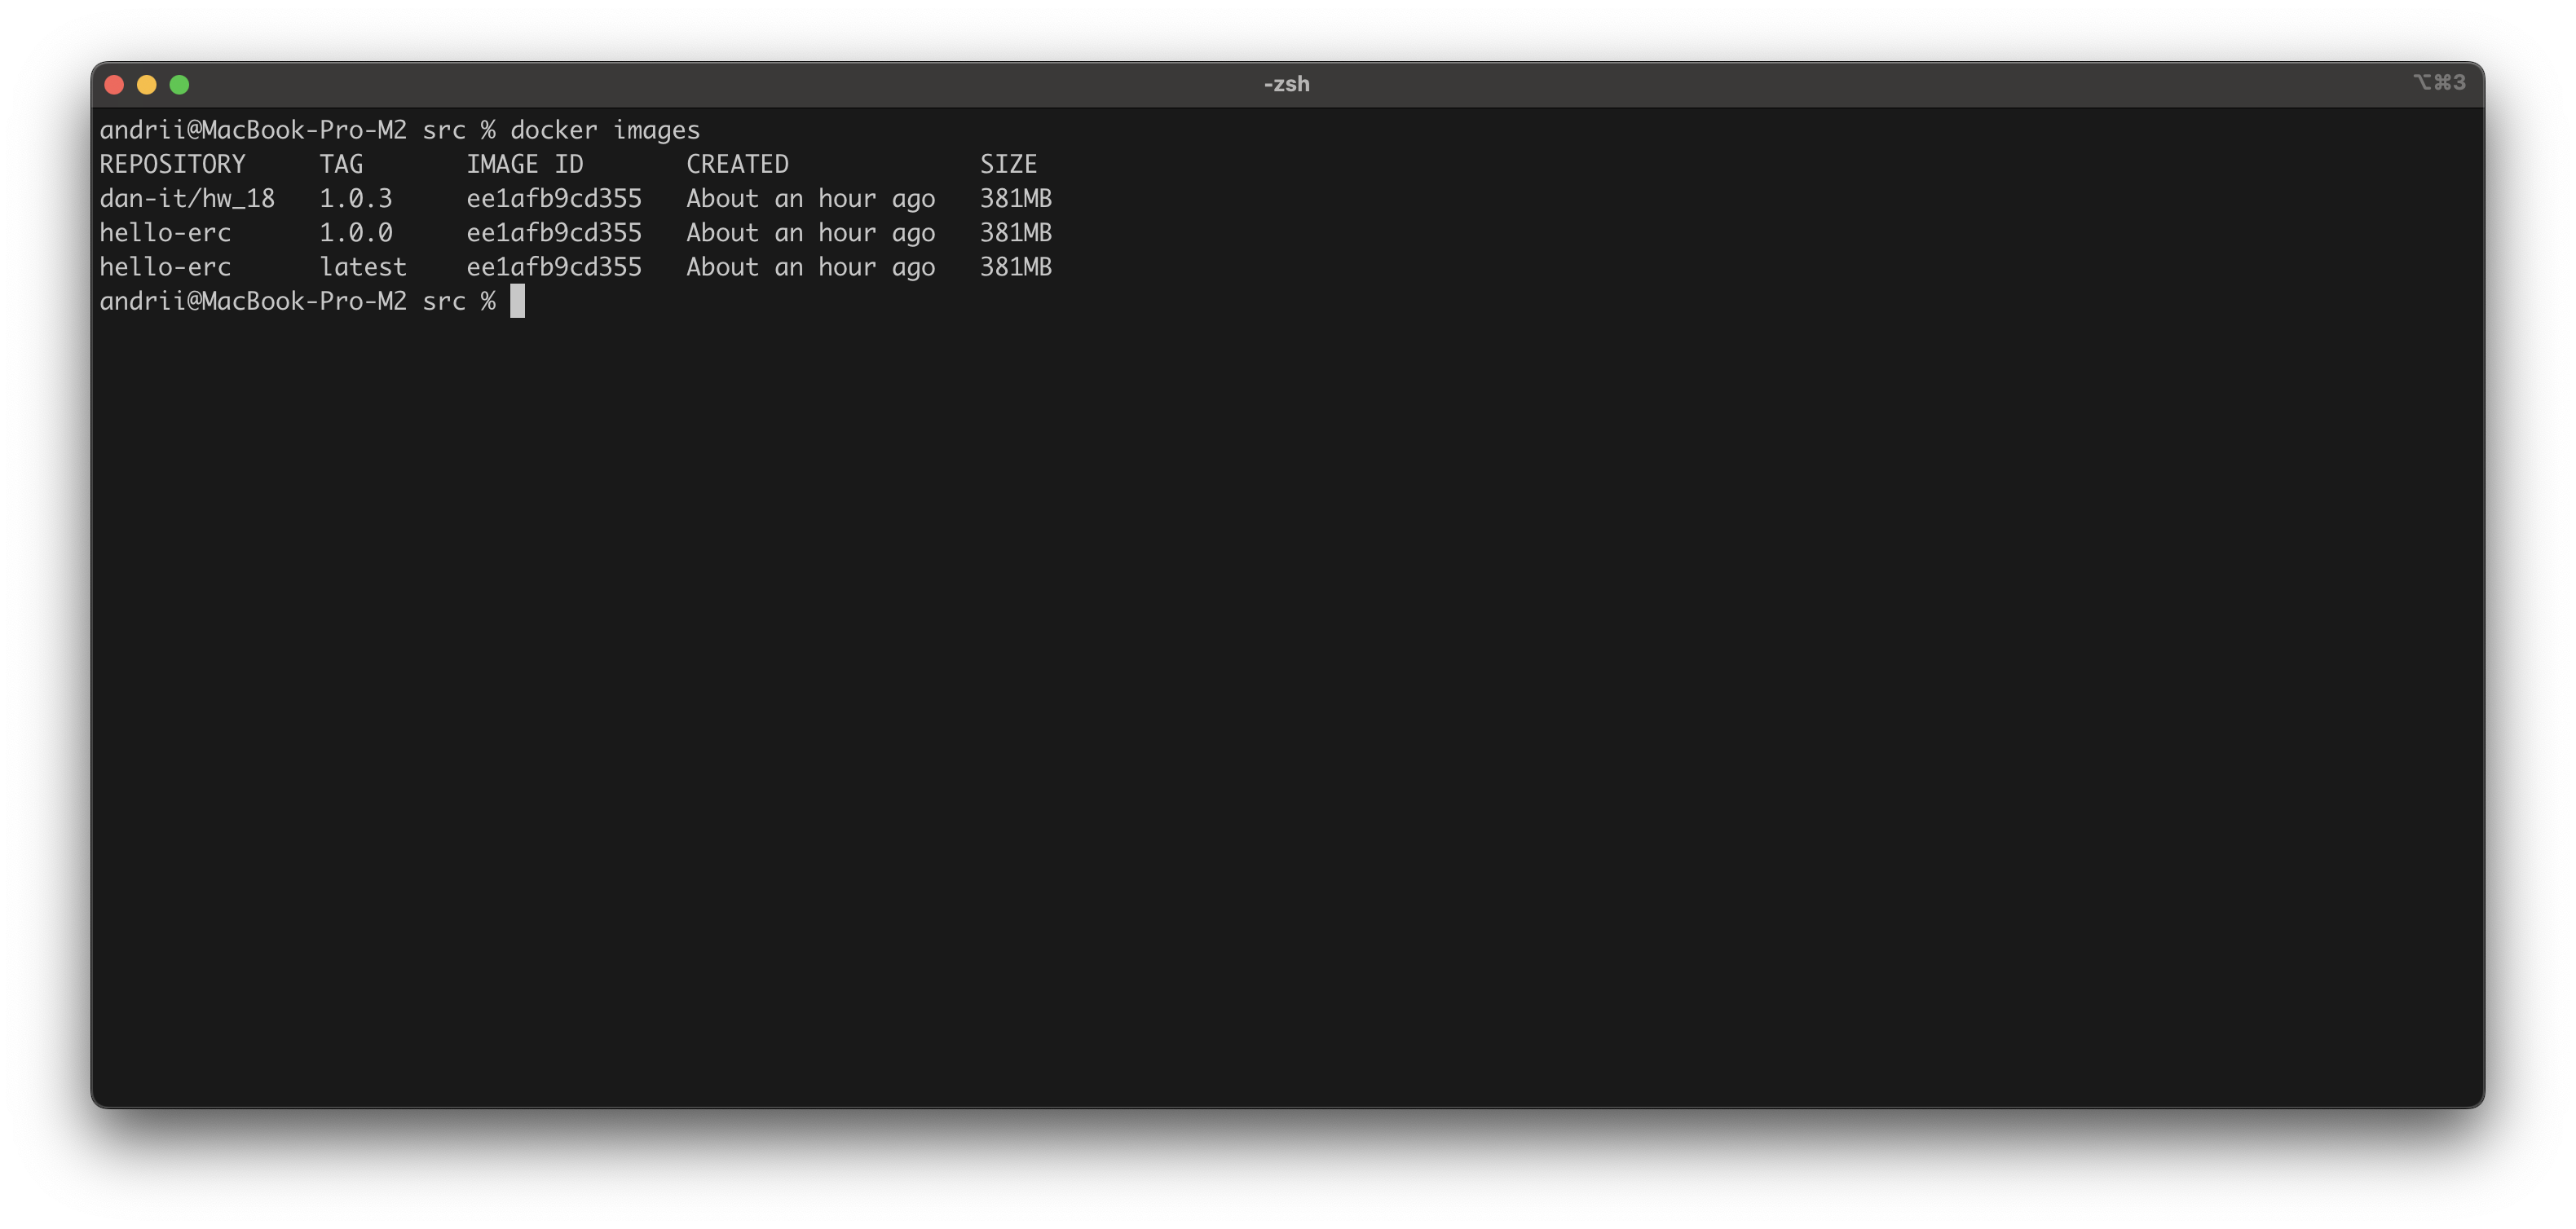 -zsh ⌥⌘3
andrii@MacBook-Pro-M2 src % docker images
REPOSITORY TAG IMAGE ID CREATED SIZE
dan-it/hw_18 1.0.3 ee1afb9cd355 About an hour ago 381MB
hello-erc 1.0.0 ee1afb9cd355 About an hour ago 381MB
hello-erc latest ee1afb9cd355 About an hour ago 381MB
andrii@MacBook-Pro-M2 src %